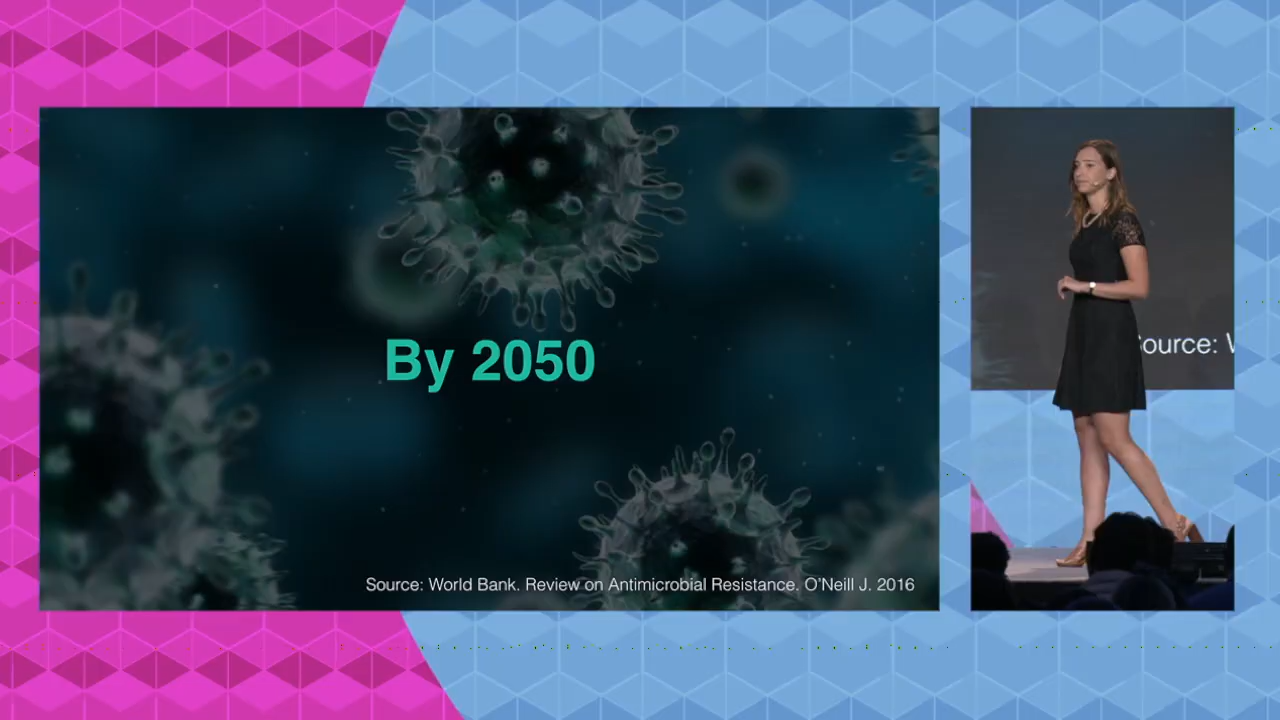 By 2050
Source: World Bank. Review on Antimicrobial Resistance. O'Neill J. 2016
ource: W